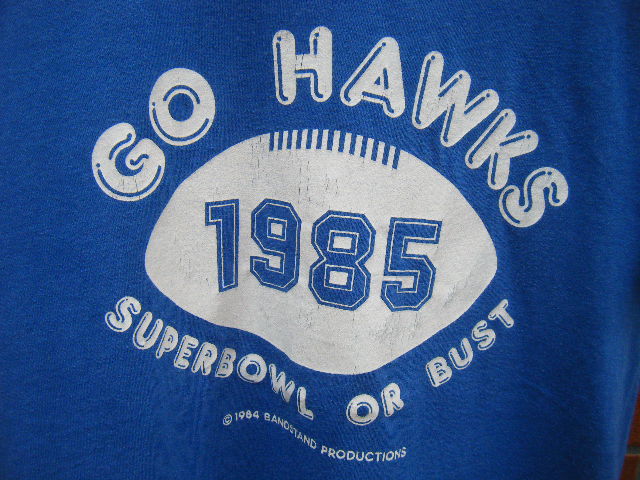 GO HAWKS
1985
SUPERBOWL OR BUST
© 1984 BANDSTAND PRODUCTIONS